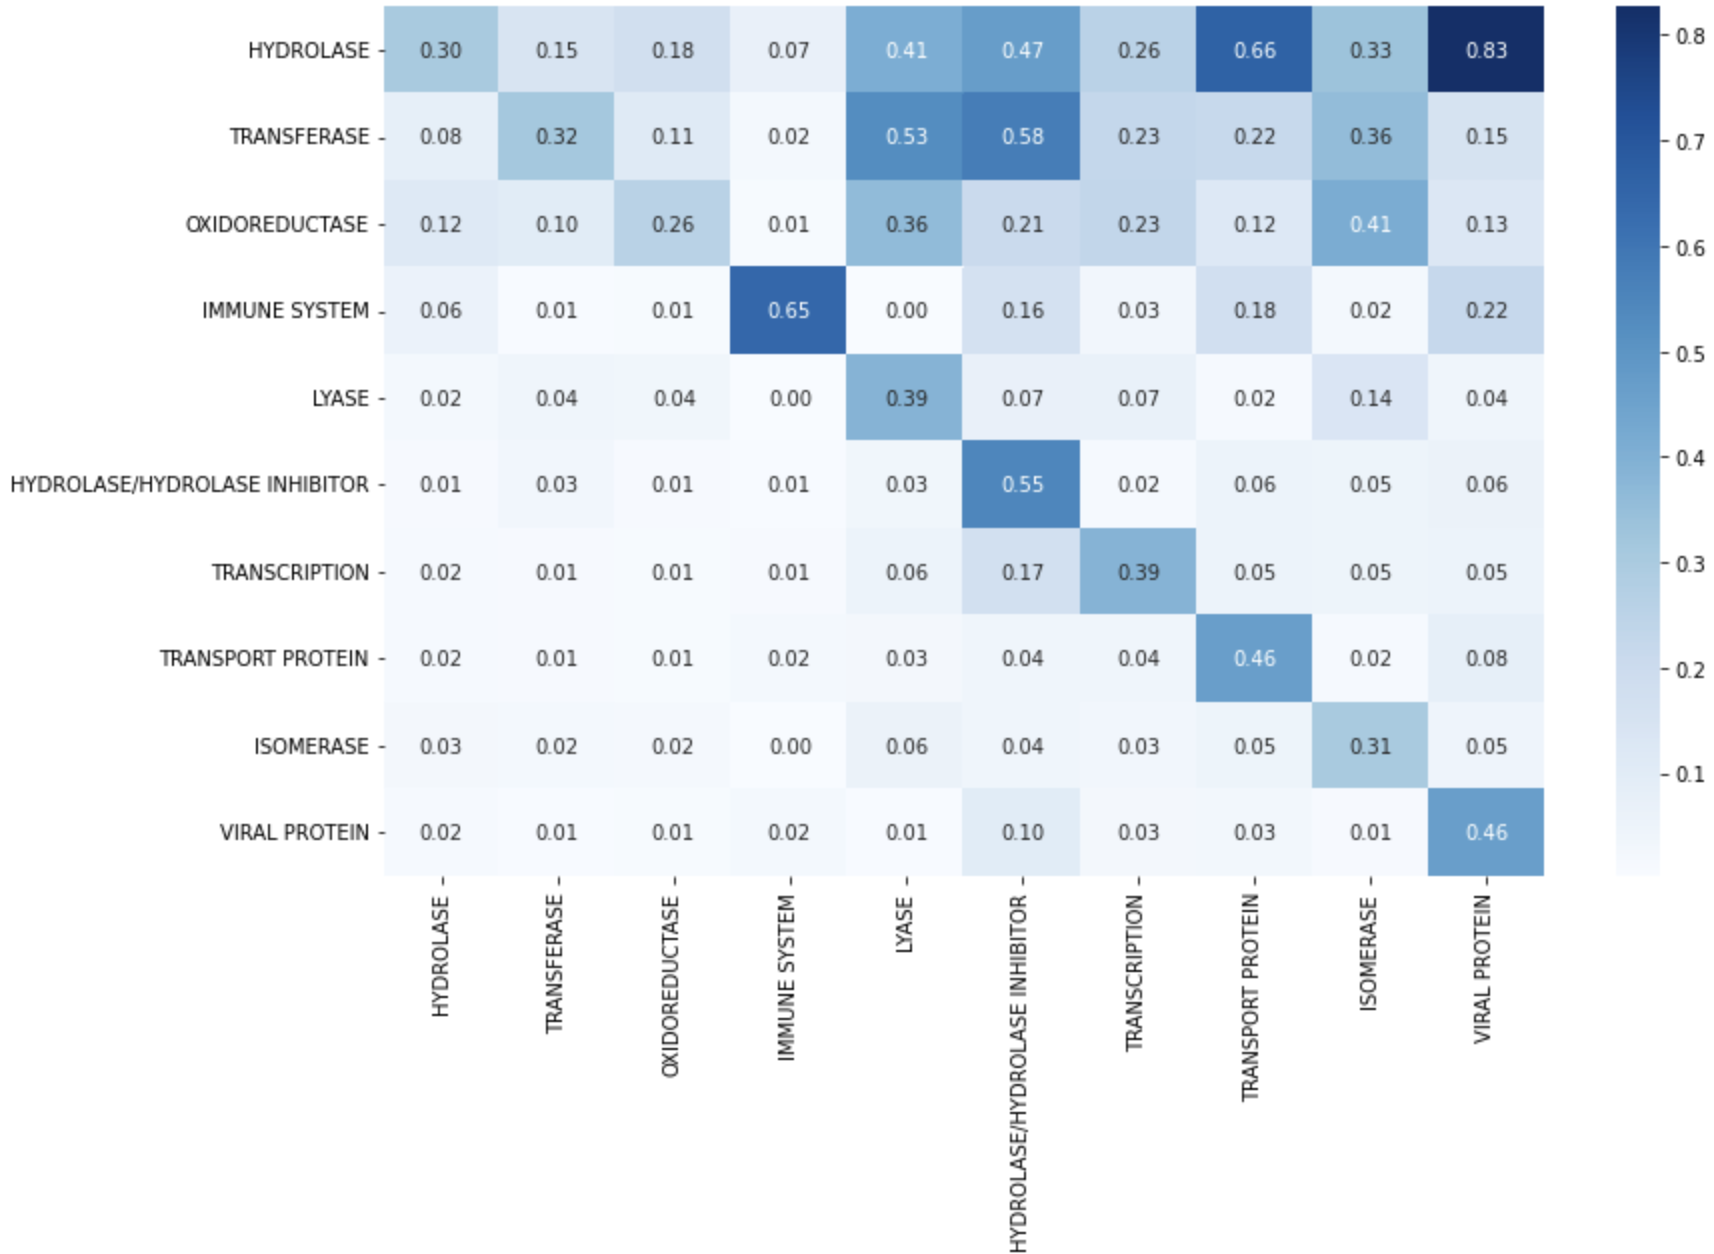 HYDROLASE 0.30 0.15 0.18 0.07 0.41 0.47 0.26 0.66 0.33 0.83
TRANSFERASE 0.08 0.32 0.11 0.02 0.53 0.58 0.23 0.22 0.36 0.15
OXIDOREDUCTASE 0.12 0.10 0.26 0.01 0.36 0.21 0.23 0.12 0.41 0.13
IMMUNE SYSTEM 0.06 0.01 0.01 0.65 0.00 0.16 0.03 0.18 0.02 0.22
LYASE 0.02 0.04 0.04 0.00 0.39 0.07 0.07 0.02 0.14 0.04
HYDROLASE/HYDROLASE INHIBITOR 0.01 0.03 0.01 0.01 0.03 0.55 0.02 0.06 0.05 0.06
TRANSCRIPTION 0.02 0.01 0.01 0.01 0.06 0.17 0.39 0.05 0.05 0.05
TRANSPORT PROTEIN 0.02 0.01 0.01 0.02 0.03 0.04 0.04 0.46 0.02 0.08
ISOMERASE 0.03 0.02 0.02 0.00 0.06 0.04 0.03 0.05 0.31 0.05
VIRAL PROTEIN 0.02 0.01 0.01 0.02 0.01 0.10 0.03 0.03 0.01 0.46
HYDROLASE
TRANSFERASE
OXIDOREDUCTASE
IMMUNE SYSTEM
LYASE
HYDROLASE/HYDROLASE INHIBITOR
TRANSCRIPTION
TRANSPORT PROTEIN
ISOMERASE
VIRAL PROTEIN
0.8
0.7
0.6
0.5
0.4
0.3
0.2
0.1